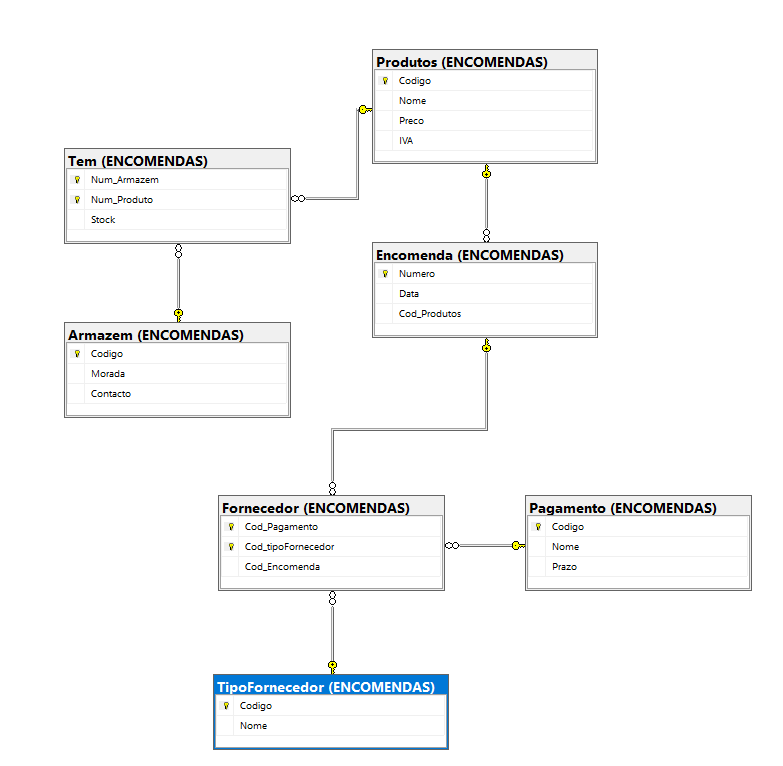 Produtos (ENCOMENDAS)
Codigo
Nome
Preco
IVA
Tem (ENCOMENDAS)
Num_Armazem
Num_Produto
Stock
Encomenda (ENCOMENDAS)
Numero
Data
Cod_Produtos
Armazem (ENCOMENDAS)
Codigo
Morada
Contacto
Fornecedor (ENCOMENDAS)
Cod_Pagamento
Cod_tipoFornecedor
Cod_Encomenda
Pagamento (ENCOMENDAS)
Codigo
Nome
Prazo
TipoFornecedor (ENCOMENDAS)
Codigo
Nome